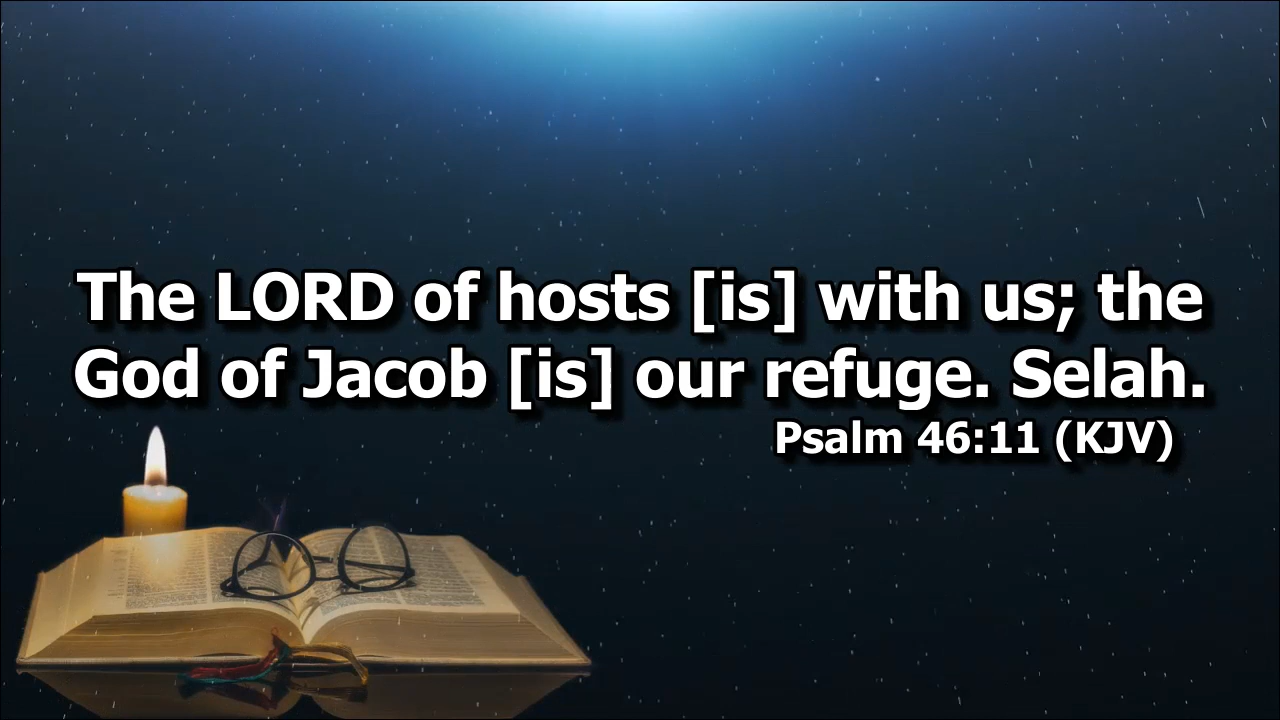 The LORD of hosts [is] with us; the
God of Jacob [is] our refuge. Selah.
Psalm 46:11 (KJV)